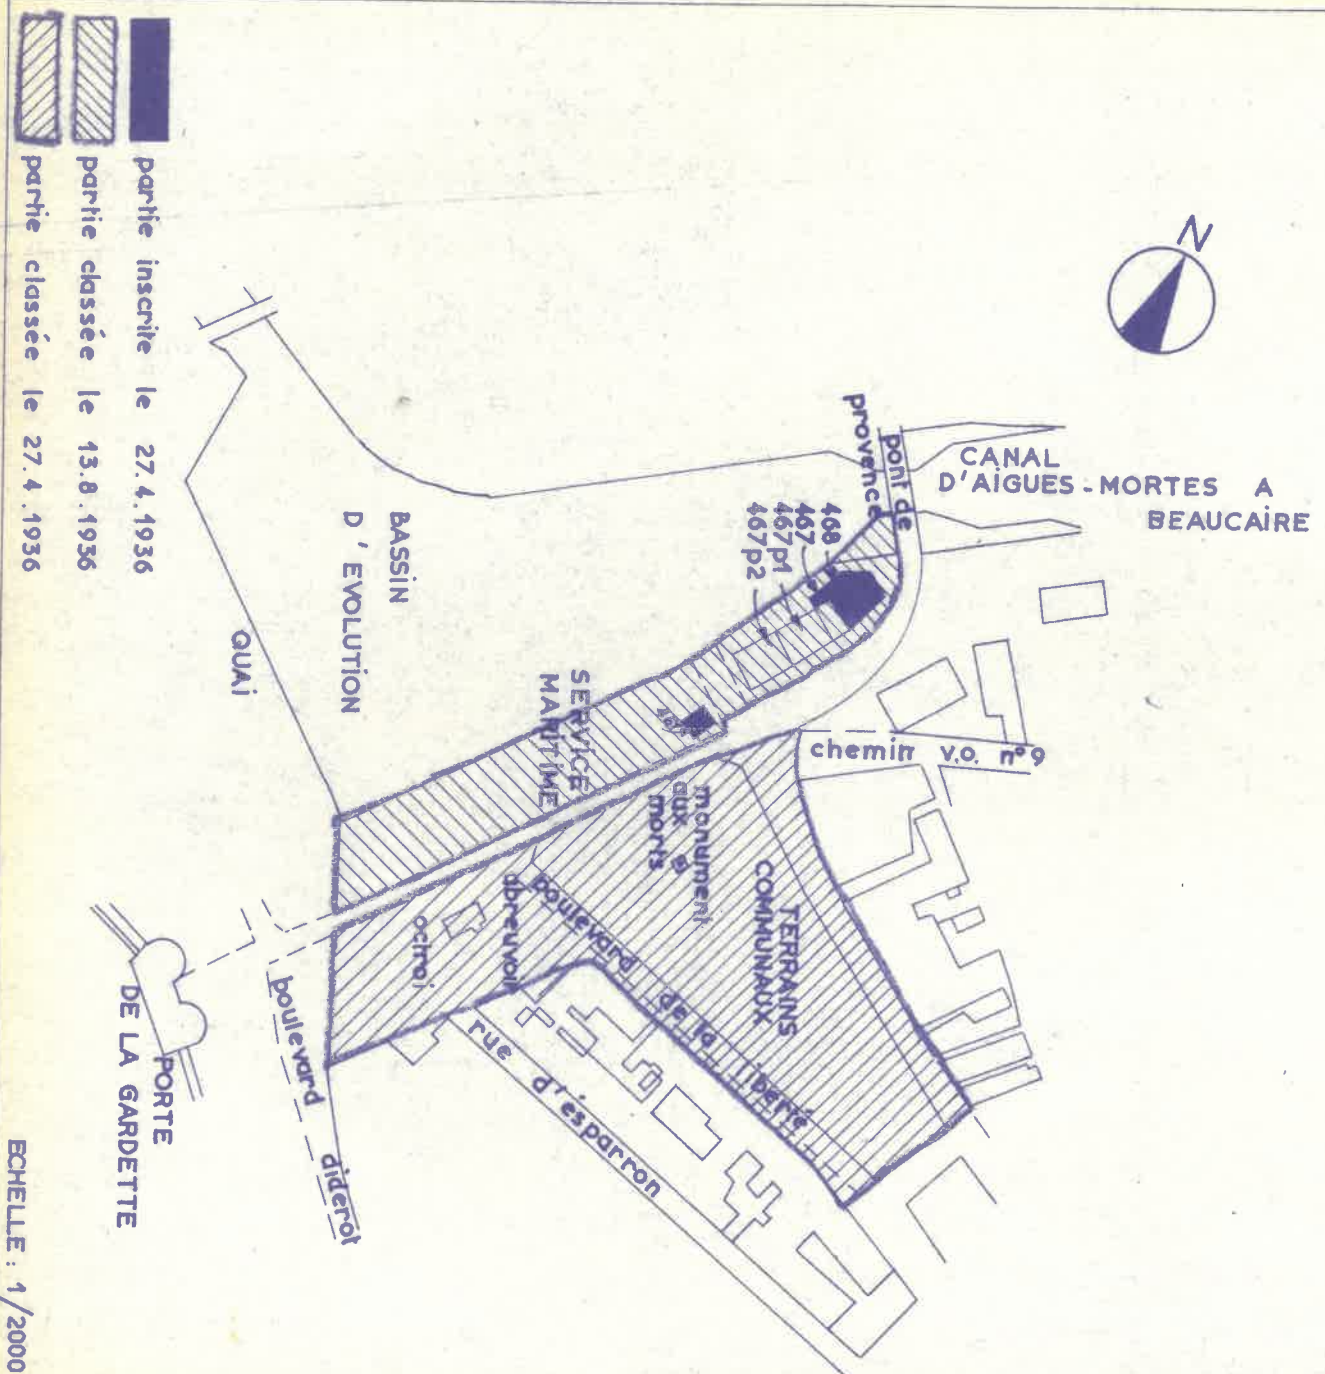 partie inscrite le 27.4.1936
partie classée le 13.8.1936
partie classée le 27.4.1936
N
CANAL
D'AIGUES-MORTES A
BEAUCAIRE
pont de
provence
468
467
467p1
467p2
BASSIN
D'EVOLUTION
QUAI
SERVICE
MARITIME
chemin v.o. n°9
monument
aux
morts
TERRAINS
COMMUNAUX
boulevard de la liberté
abreuvoir
octroi
rue d'esparron
boulevard diderot
PORTE
DE LA GARDETTE
ECHELLE : 1/2000